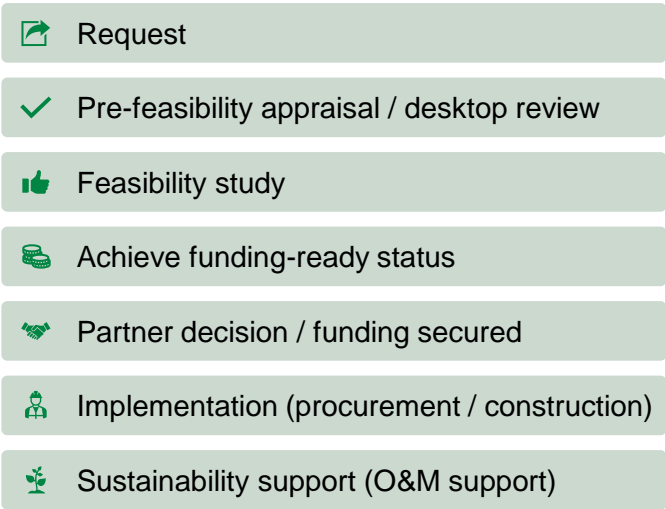 Request
Pre-feasibility appraisal / desktop review
Feasibility study
Achieve funding-ready status
Partner decision / funding secured
Implementation (procurement / construction)
Sustainability support (O&M support)